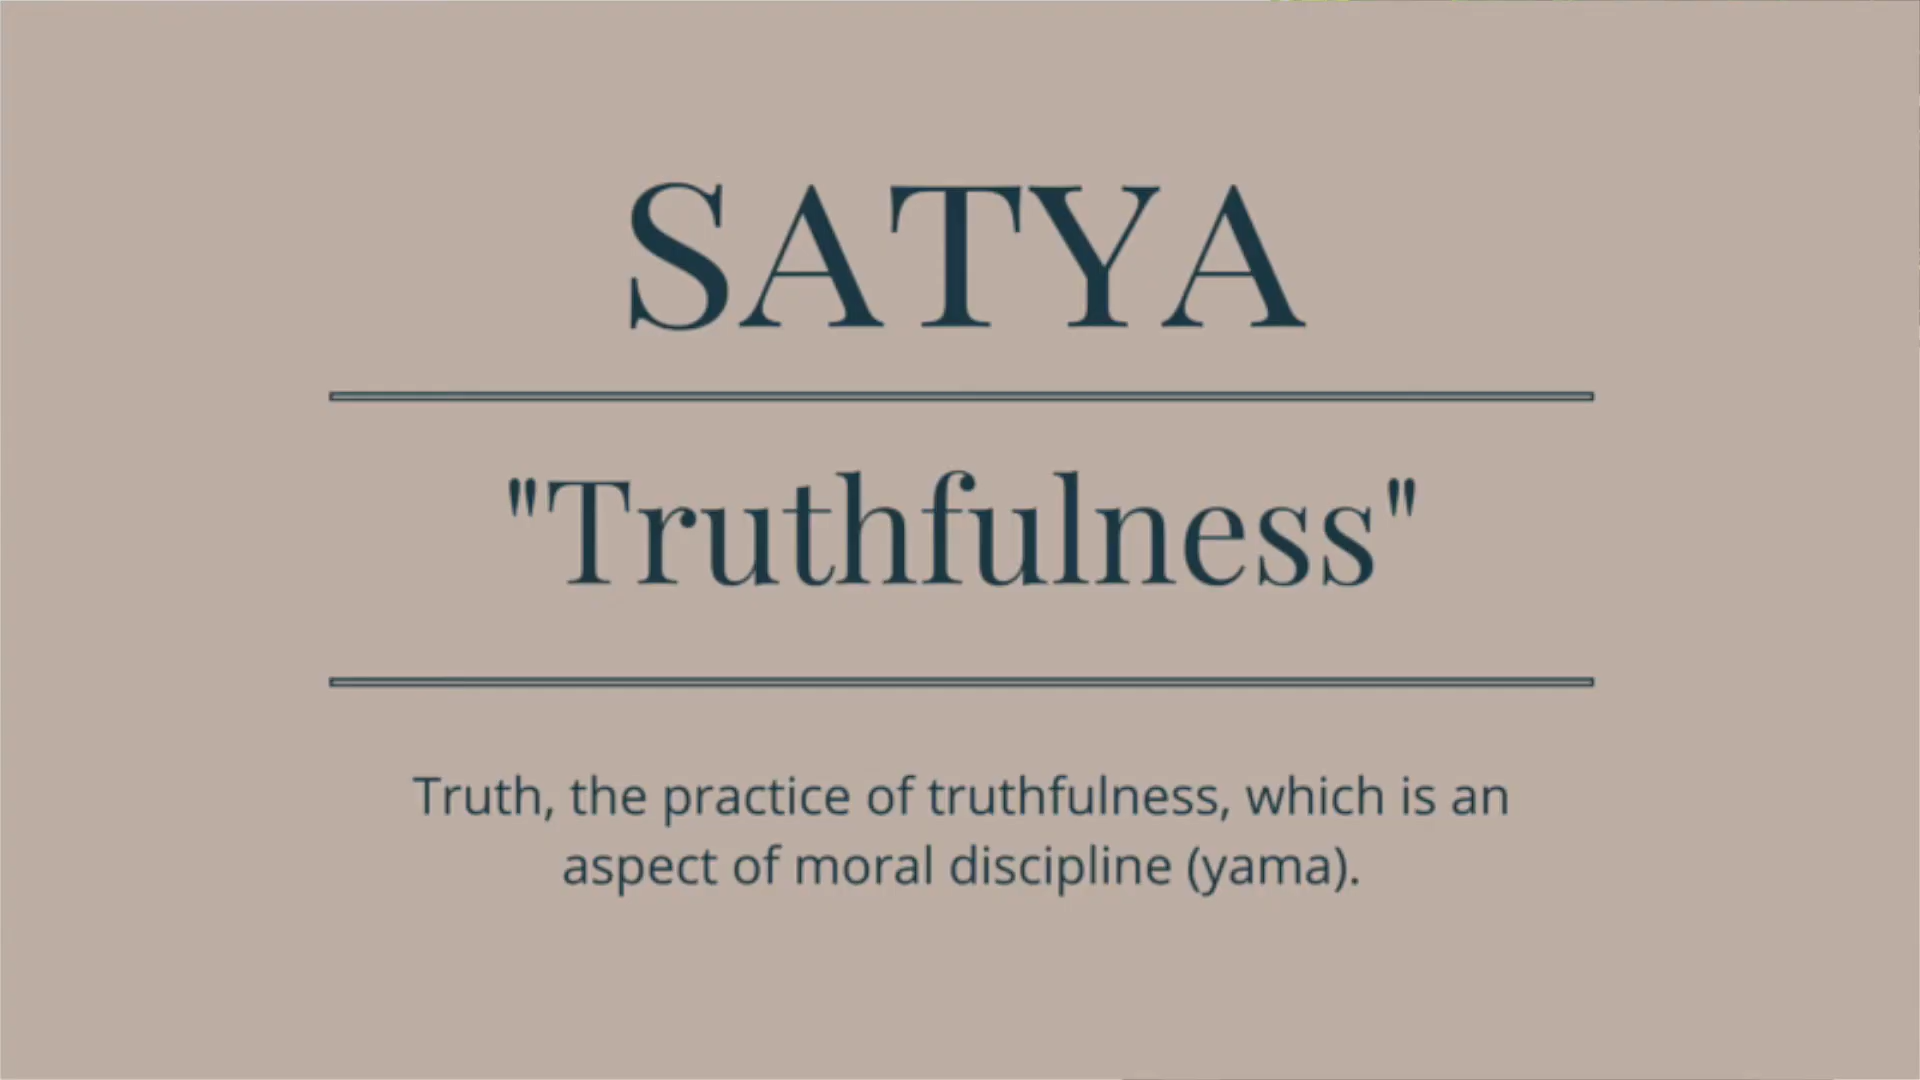 SATYA
"Truthfulness"
Truth, the practice of truthfulness, which is an
aspect of moral discipline (yama).